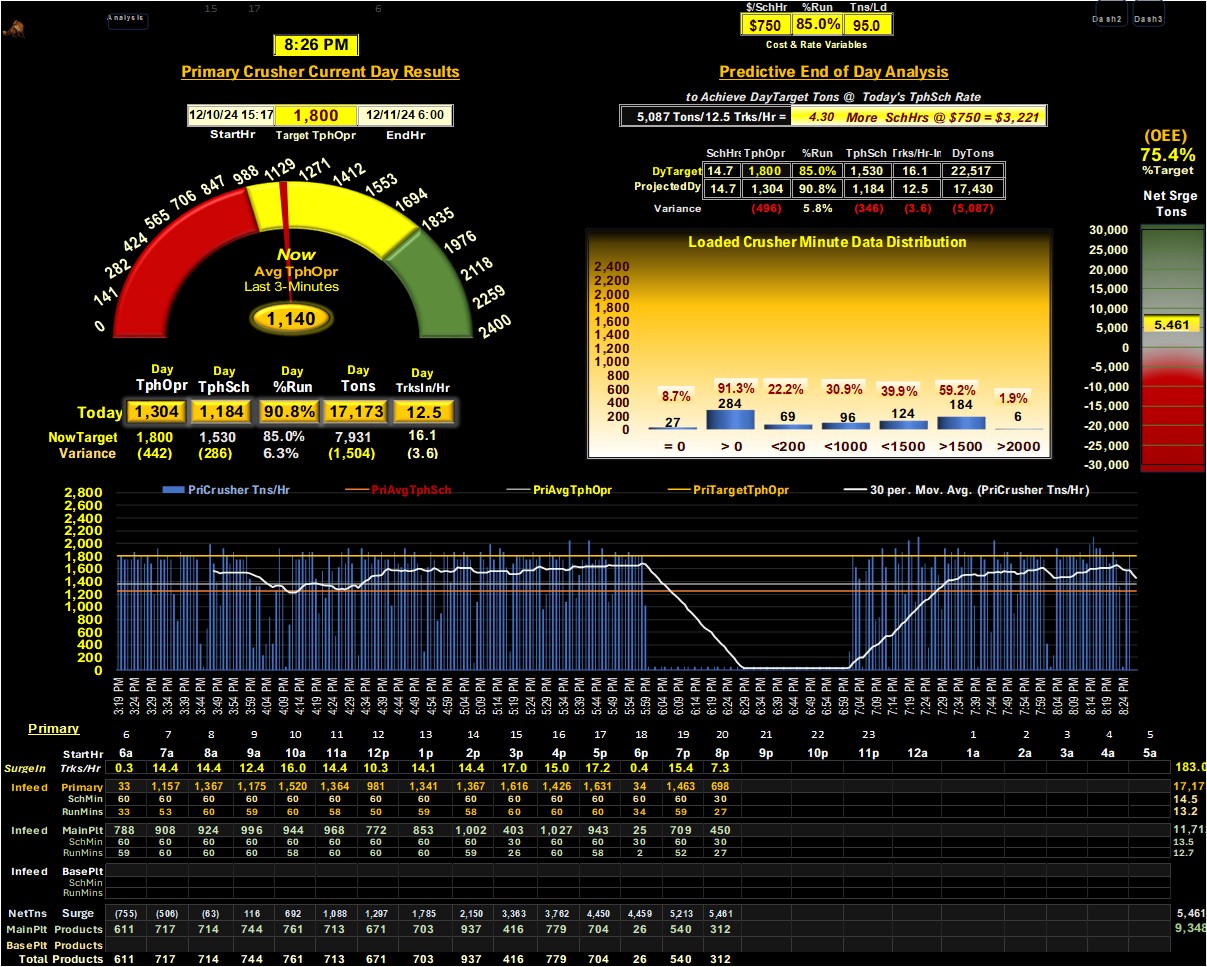 15 17 6
Analysis
$/SchHr %Run Tns/Ld
$750 85.0% 95.0
Cost & Rate Variables
Dash2 Dash3
8:26 PM
Primary Crusher Current Day Results
Predictive End of Day Analysis
to Achieve DayTarget Tons @ Today's TphSch Rate
12/10/24 15:17 1,800 12/11/24 6:00
StartHr Target TphOpr EndHr
5,087 Tons/12.5 Trks/Hr = 4.30 More SchHrs @ $750 = $3,221
(OEE)
75.4%
%Target
SchHrs TphOpr %Run TphSch Trks/Hr-In DyTons
DyTarget 14.7 1,800 85.0% 1,530 16.1 22,517
ProjectedDy 14.7 1,304 90.8% 1,184 12.5 17,430
Variance (496) 5.8% (346) (3.6) (5,087)
0 141 282 424 565 706 847 988 1129 1271 1412 1553 1694 1835 1976 2118 2259 2400
Now
Avg TphOpr
Last 3-Minutes
1,140
Loaded Crusher Minute Data Distribution
2,400
2,200
2,000
1,800
1,600
1,400
1,200
1,000
800
600
400
200
0
8.7% 91.3% 22.2% 30.9% 39.9% 59.2% 1.9%
27 284 69 96 124 184 6
= 0 > 0 <200 <1000 <1500 >1500 >2000
Net Srge
Tons
30,000
25,000
20,000
15,000
10,000
5,000
0
-5,000
-10,000
-15,000
-20,000
-25,000
-30,000
5,461
Day Day Day Day Day
TphOpr TphSch %Run Tons TrksIn/Hr
Today 1,304 1,184 90.8% 17,173 12.5
NowTarget 1,800 1,530 85.0% 7,931 16.1
Variance (442) (286) 6.3% (1,504) (3.6)
PriCrusher Tns/Hr PriAvgTphSch PriAvgTphOpr PriTargetTphOpr 30 per. Mov. Avg. (PriCrusher Tns/Hr)
2,800
2,600
2,400
2,200
2,000
1,800
1,600
1,400
1,200
1,000
800
600
400
200
0
3:19 PM 3:24 PM 3:29 PM 3:34 PM 3:39 PM 3:44 PM 3:49 PM 3:54 PM 3:59 PM 4:04 PM 4:09 PM 4:14 PM 4:19 PM 4:24 PM 4:29 PM 4:34 PM 4:39 PM 4:44 PM 4:49 PM 4:54 PM 4:59 PM 5:04 PM 5:09 PM 5:14 PM 5:19 PM 5:24 PM 5:29 PM 5:34 PM 5:39 PM 5:44 PM 5:49 PM 5:54 PM 5:59 PM 6:04 PM 6:09 PM 6:14 PM 6:19 PM 6:24 PM 6:29 PM 6:34 PM 6:39 PM 6:44 PM 6:49 PM 6:54 PM 6:59 PM 7:04 PM 7:09 PM 7:14 PM 7:19 PM 7:24 PM 7:29 PM 7:34 PM 7:39 PM 7:44 PM 7:49 PM 7:54 PM 7:59 PM 8:04 PM 8:09 PM 8:14 PM 8:19 PM 8:24 PM
Primary
6 7 8 9 10 11 12 13 14 15 16 17 18 19 20 21 22 23 1 2 3 4 5
StartHr 6a 7a 8a 9a 10a 11a 12p 1p 2p 3p 4p 5p 6p 7p 8p 9p 10p 11p 12a 1a 2a 3a 4a 5a
SurgeIn Trks/Hr 0.3 14.4 14.4 12.4 16.0 14.4 10.3 14.1 14.4 17.0 15.0 17.2 0.4 15.4 7.3 183.0
Infeed Primary 33 1,157 1,367 1,175 1,520 1,364 981 1,341 1,367 1,616 1,426 1,631 34 1,463 698 17,17
SchMin 60 60 60 60 60 60 60 60 60 60 60 60 60 60 30 14.5
RunMins 33 53 60 59 58 50 59 58 60 60 60 34 59 27 13.2
Infeed MainPlt 788 908 924 996 944 968 772 853 1,002 403 1,027 943 25 709 450 11,71
SchMin 60 60 60 60 60 60 60 60 60 30 60 60 30 60 30 13.5
RunMins 59 60 60 60 58 60 60 60 59 26 60 58 2 52 27 12.7
Infeed BasePlt
SchMin
RunMins
NetTns Surge (755) (506) (63) 116 692 1,088 1,297 1,785 2,150 3,363 3,762 4,450 4,459 5,213 5,461 5,461
MainPlt Products 611 717 714 744 761 713 671 703 937 416 779 704 26 540 312 9,348
BasePlt Products
Total Products 611 717 714 744 761 713 671 703 937 416 779 704 26 540 312